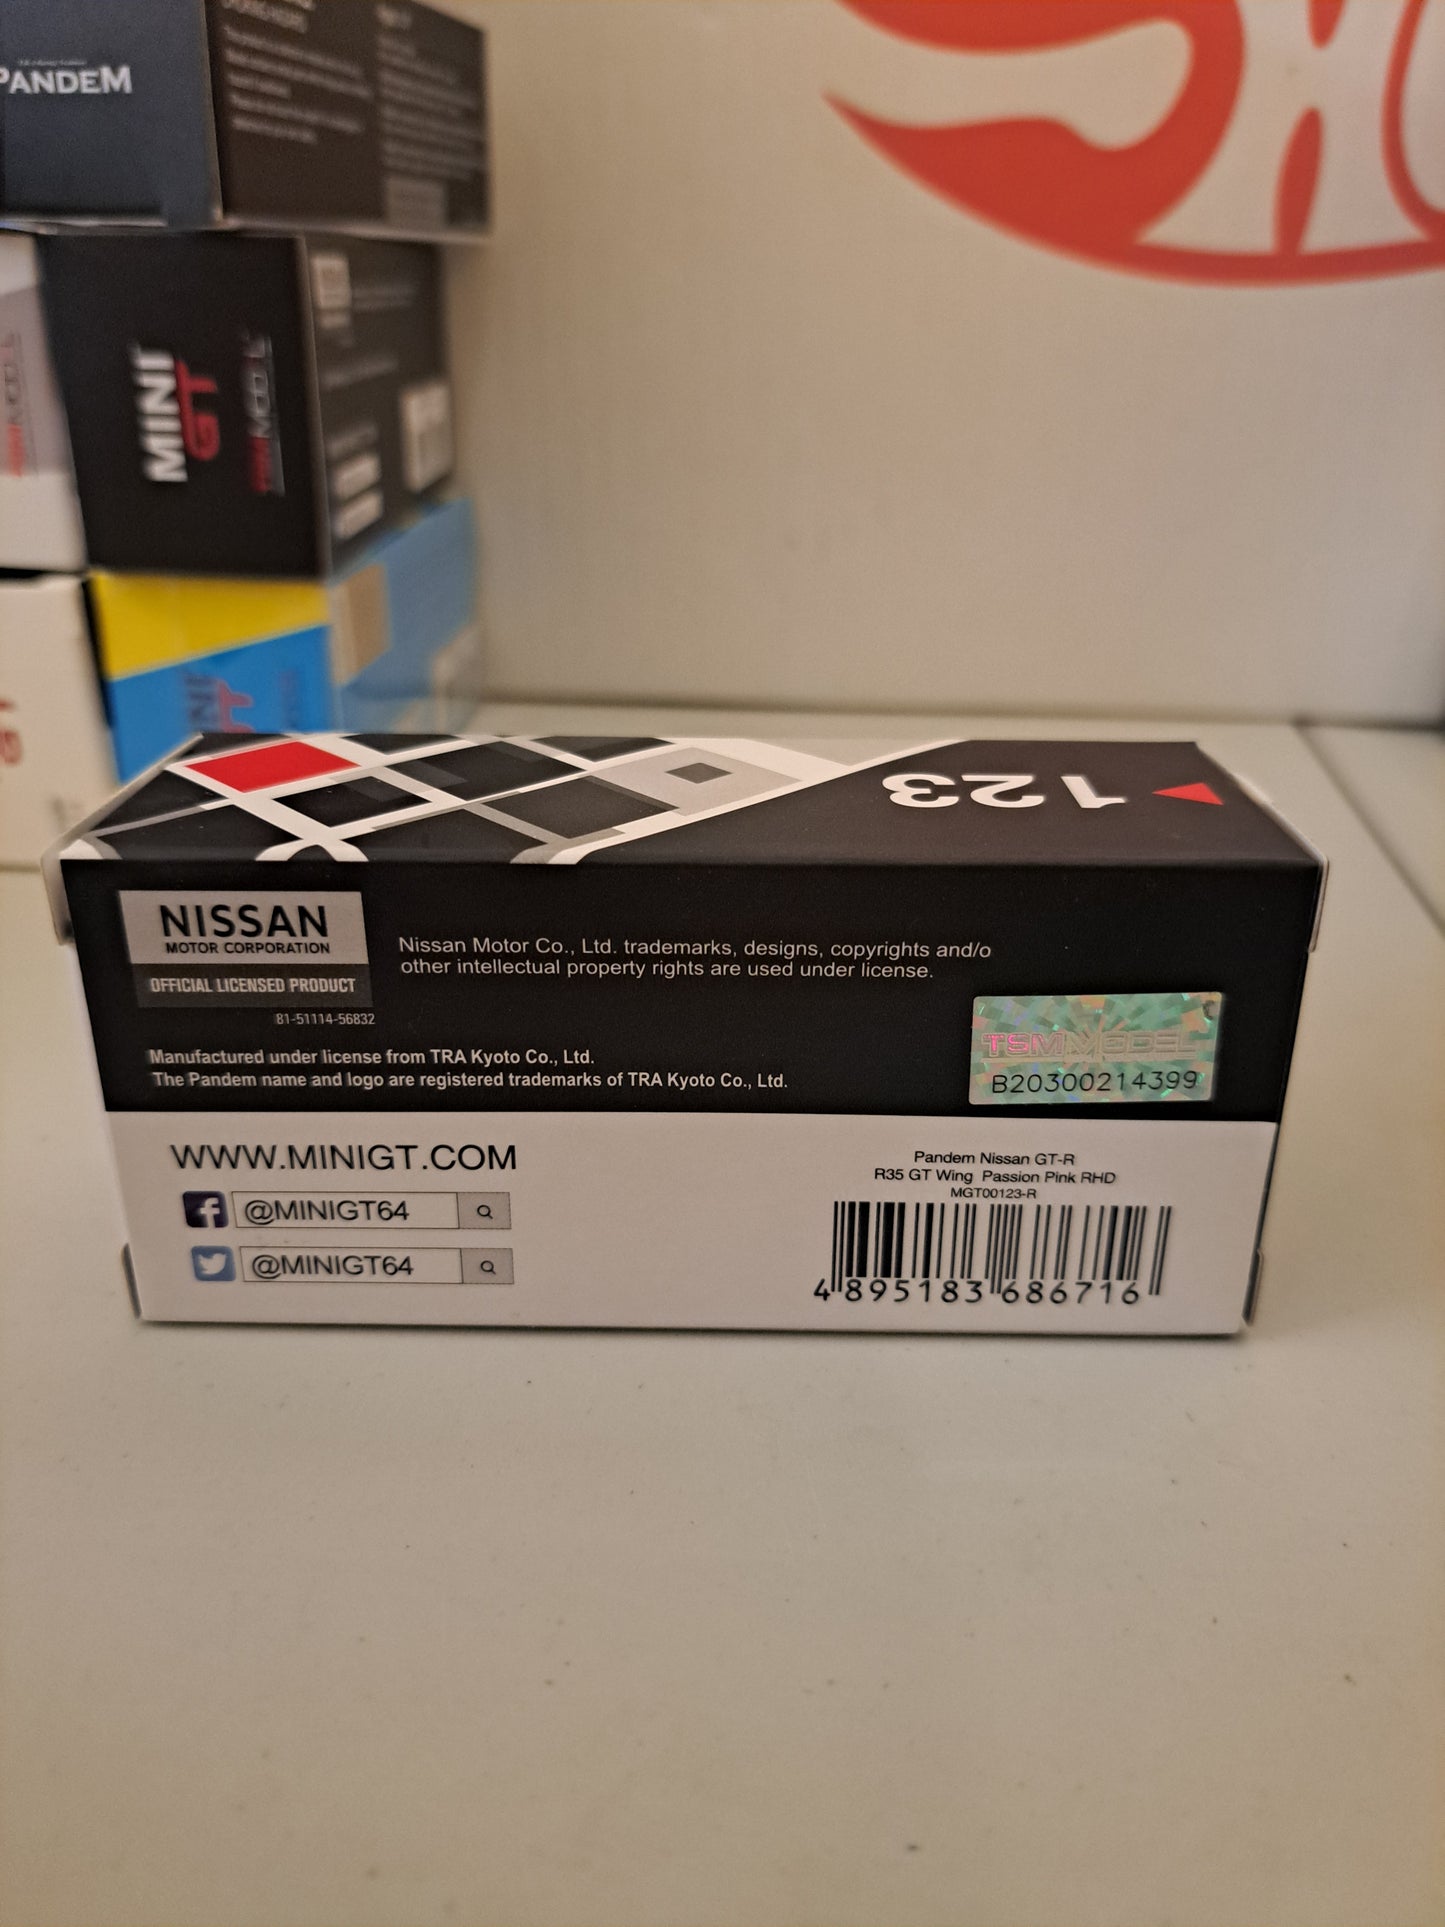 PANDEM
MINI
GT
123
NISSAN
MOTOR CORPORATION
OFFICIAL LICENSED PRODUCT
81-51114-56832
Nissan Motor Co., Ltd. trademarks, designs, copyrights and/o
other intellectual property rights are used under license.
Manufactured under license from TRA Kyoto Co., Ltd.
The Pandem name and logo are registered trademarks of TRA Kyoto Co., Ltd.
TSMMODEL
B20300214399
WWW.MINIGT.COM
@MINIGT64
@MINIGT64
Pandem Nissan GT-R
R35 GT Wing Passion Pink RHD
MGT00123-R
4 895183 686716